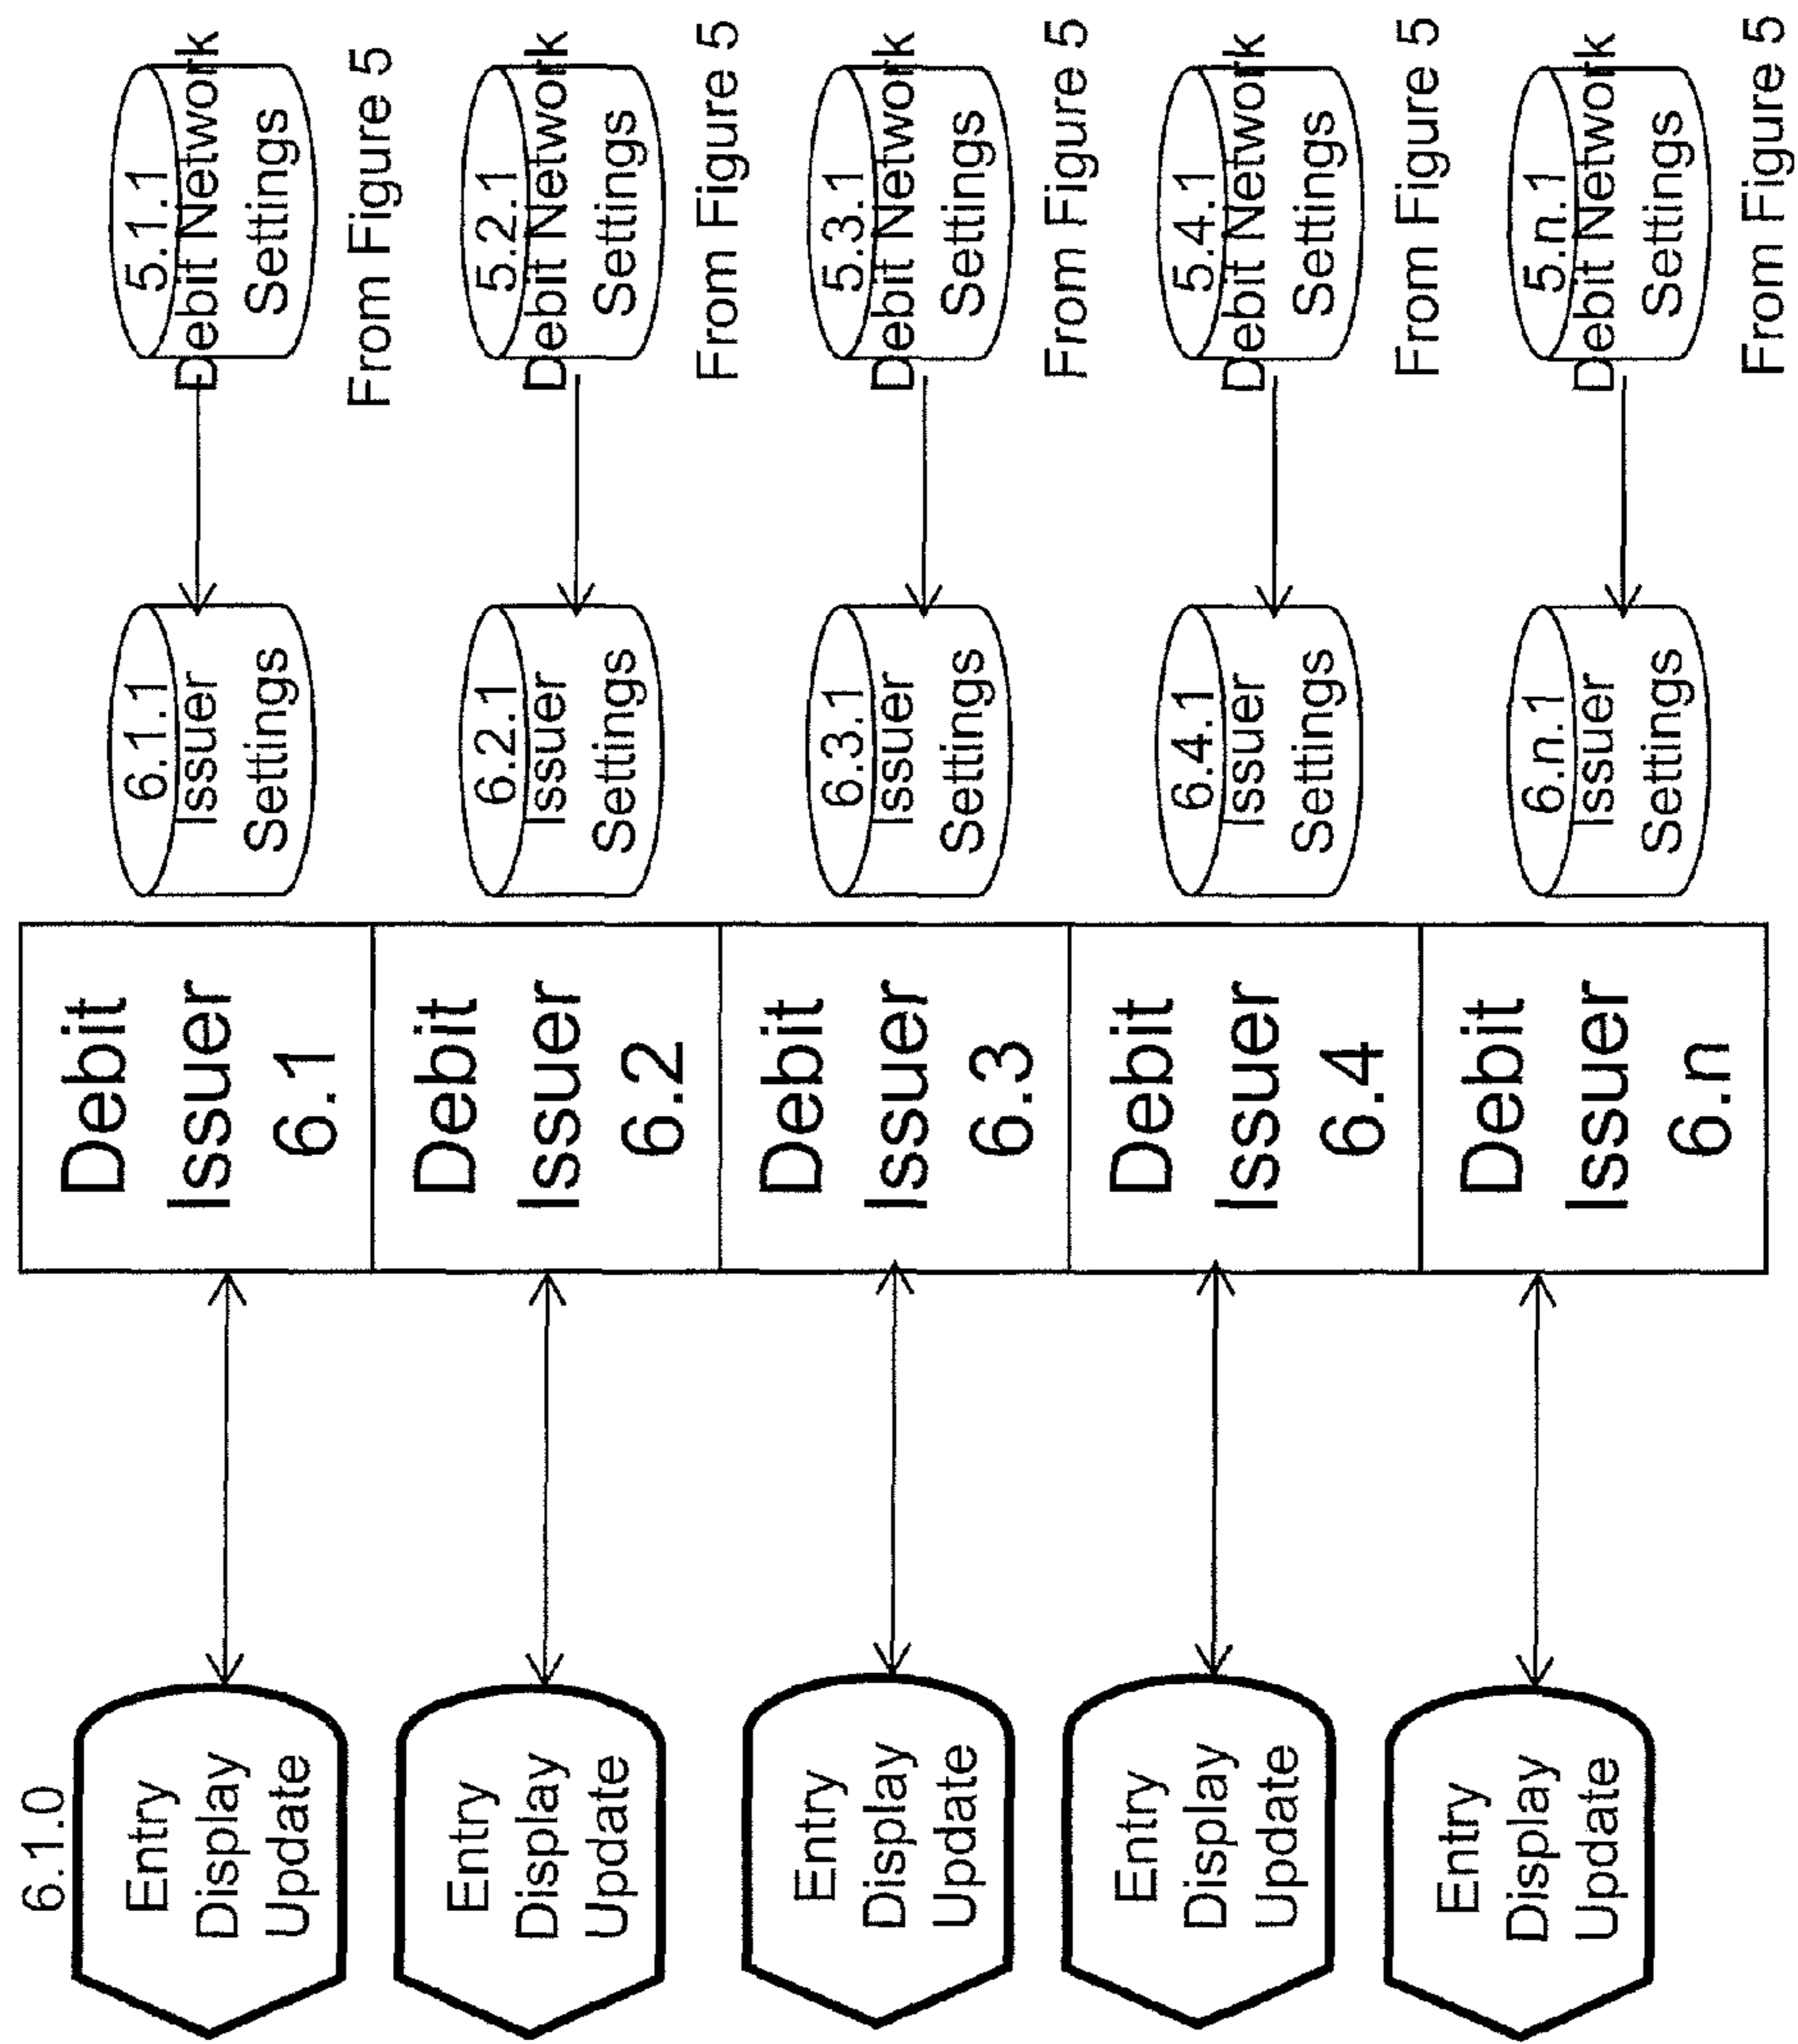 6.1.0
Entry
Display
Update
Debit
Issuer
6.1
6.1.1
Issuer
Settings
5.1.1
Debit Network
Settings
From Figure 5
Entry
Display
Update
Debit
Issuer
6.2
6.2.1
Issuer
Settings
5.2.1
Debit Network
Settings
From Figure 5
Entry
Display
Update
Debit
Issuer
6.3
6.3.1
Issuer
Settings
5.3.1
Debit Network
Settings
From Figure 5
Entry
Display
Update
Debit
Issuer
6.4
6.4.1
Issuer
Settings
5.4.1
Debit Network
Settings
From Figure 5
Entry
Display
Update
Debit
Issuer
6.n
6.n.1
Issuer
Settings
5.n.1
Debit Network
Settings
From Figure 5